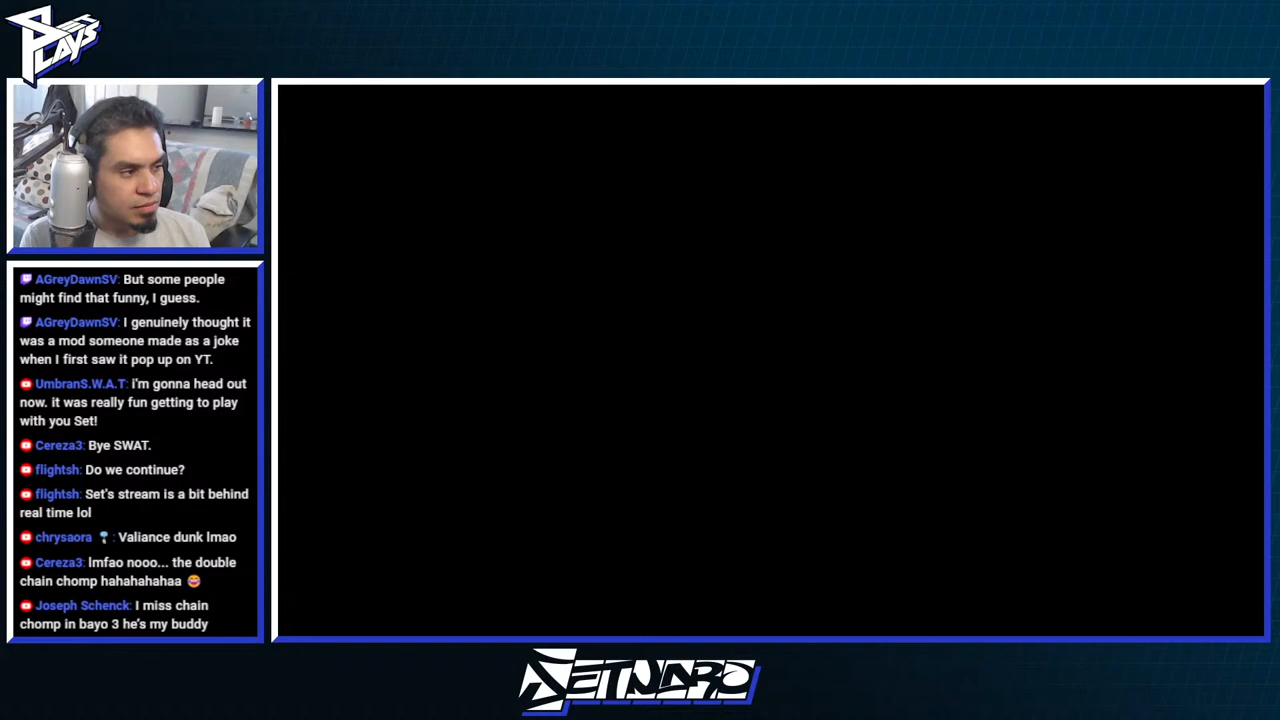 SET
PLAYS
AGreyDawnSV: But some people
might find that funny, I guess.
AGreyDawnSV: I genuinely thought it
was a mod someone made as a joke
when I first saw it pop up on YT.
UmbranS.W.A.T: i'm gonna head out
now. it was really fun getting to play
with you Set!
Cereza3: Bye SWAT.
flightsh: Do we continue?
flightsh: Set's stream is a bit behind
real time lol
chrysaora : Valiance dunk lmao
Cereza3: lmfao nooo... the double
chain chomp hahahahahaa 😂
Joseph Schenck: I miss chain
chomp in bayo 3 he's my buddy
SETNARO